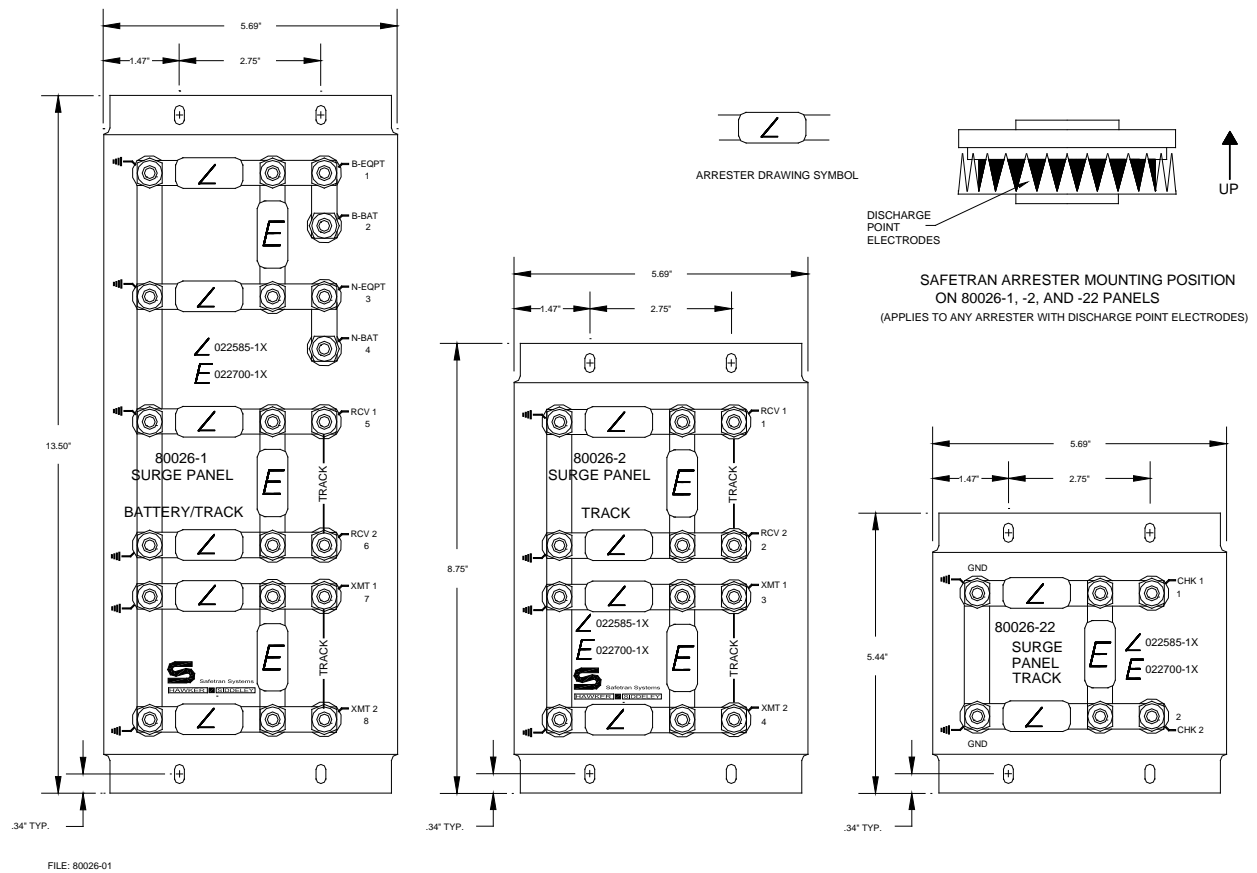 5.69"
1.47"
2.75"
13.50"
B-EQPT
1
B-BAT
2
N-EQPT
3
N-BAT
4
L
E
L
L 022585-1X
E 022700-1X
L
RCV 1
5
80026-1
SURGE PANEL
E
TRACK
BATTERY/TRACK
L
RCV 2
6
L
XMT 1
7
E
TRACK
S
Safetran Systems
HAWKER SIDDELEY
L
XMT 2
8
.34" TYP.
FILE: 80026-01
L
ARRESTER DRAWING SYMBOL
UP
DISCHARGE
POINT
ELECTRODES
SAFETRAN ARRESTER MOUNTING POSITION
ON 80026-1, -2, AND -22 PANELS
(APPLIES TO ANY ARRESTER WITH DISCHARGE POINT ELECTRODES)
5.69"
1.47"
2.75"
8.75"
L
RCV 1
1
80026-2
SURGE PANEL
E
TRACK
TRACK
L
RCV 2
2
L
XMT 1
3
L 022585-1X
E 022700-1X
E
TRACK
S
Safetran Systems
HAWKER SIDDELEY
L
XMT 2
4
.34" TYP.
5.69"
1.47"
2.75"
5.44"
GND
L
CHK 1
1
80026-22
SURGE
PANEL
TRACK
E
L 022585-1X
E 022700-1X
L
2
CHK 2
GND
.34" TYP.